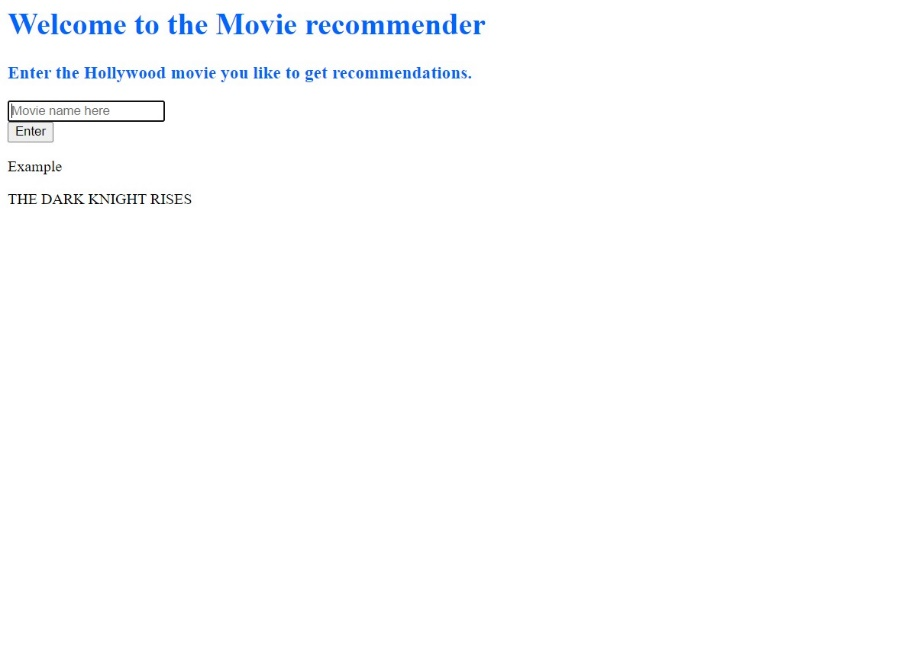 Welcome to the Movie recommender
Enter the Hollywood movie you like to get recommendations.
Movie name here
Enter
Example
THE DARK KNIGHT RISES